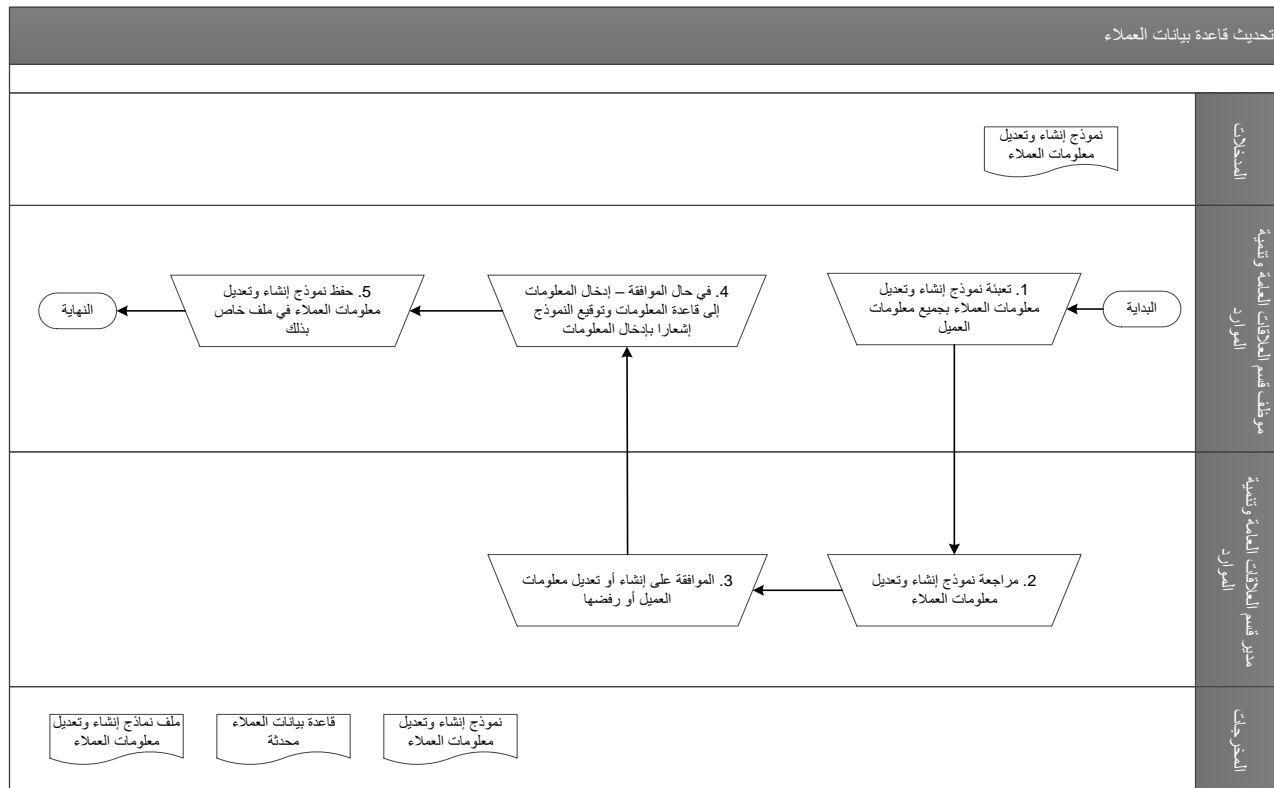 تحديث قاعدة بيانات العملاء
المدخلات
نموذج إنشاء وتعديل
معلومات العملاء
موظف قسم العلاقات العامة وتنمية
الموارد
البداية
1. تعبئة نموذج إنشاء وتعديل
معلومات العملاء بجميع معلومات
العميل
4. في حال الموافقة – إدخال المعلومات
إلى قاعدة المعلومات وتوقيع النموذج
إشعارا بإدخال المعلومات
5. حفظ نموذج إنشاء وتعديل
معلومات العملاء في ملف خاص
بذلك
النهاية
مدير قسم العلاقات العامة وتنمية
الموارد
2. مراجعة نموذج إنشاء وتعديل
معلومات العملاء
3. الموافقة على إنشاء أو تعديل معلومات
العميل أو رفضها
المخرجات
نموذج إنشاء وتعديل
معلومات العملاء
قاعدة بيانات العملاء
محدثة
ملف نماذج إنشاء وتعديل
معلومات العملاء